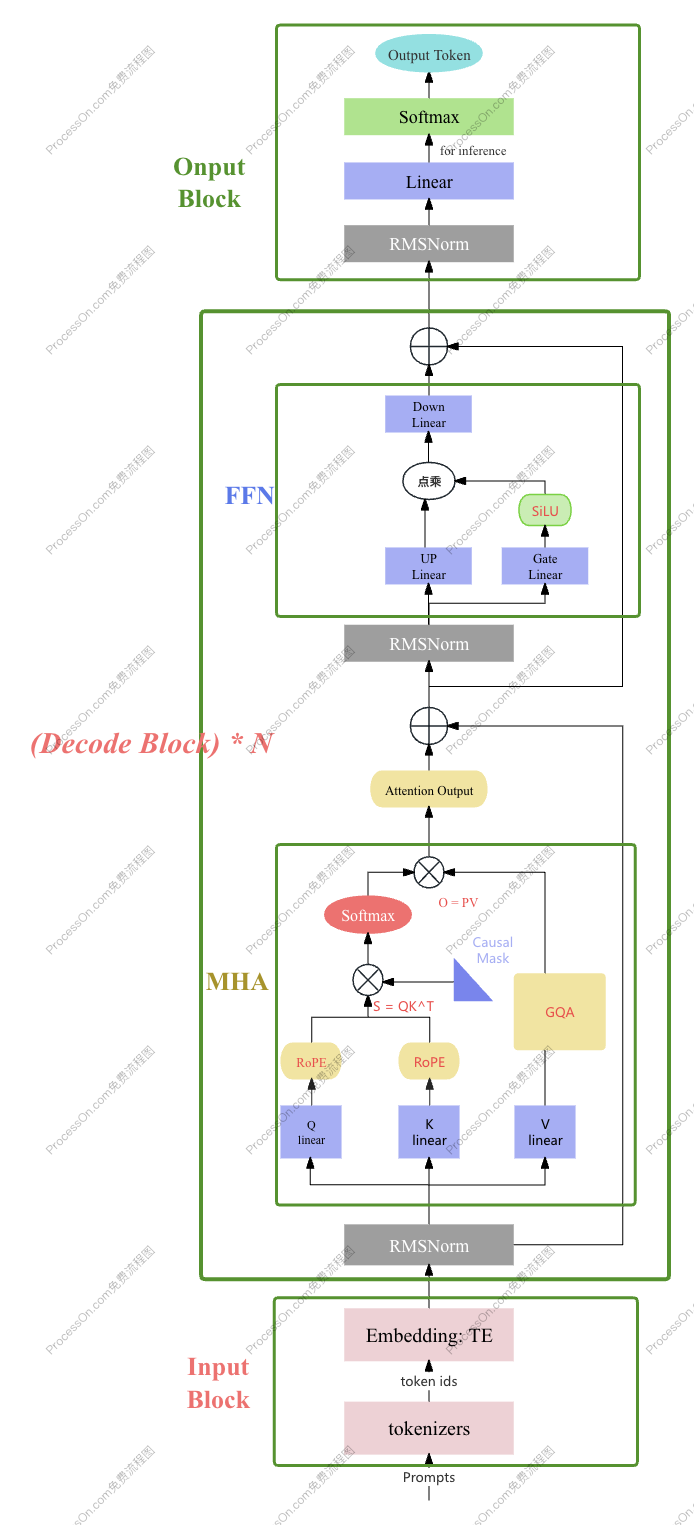 Output Token
Softmax
for inference
Linear
RMSNorm
Onput
Block
Down
Linear
点乘
SiLU
FFN
UP
Linear
Gate
Linear
RMSNorm
(Decode Block) * N
Attention Output
O = PV
Softmax
Causal
Mask
MHA
S = QK^T
GQA
RoPE
RoPE
Q
linear
K
linear
V
linear
RMSNorm
Embedding: TE
token ids
Input
Block
tokenizers
Prompts
ProcessOn.com免费流程图